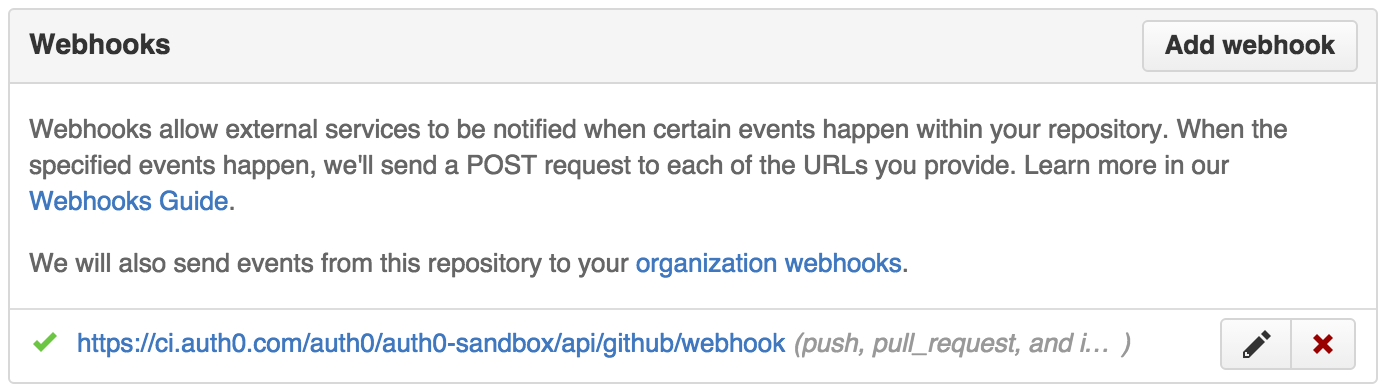 Webhooks
Add webhook
Webhooks allow external services to be notified when certain events happen within your repository. When the
specified events happen, we'll send a POST request to each of the URLs you provide. Learn more in our
Webhooks Guide.
We will also send events from this repository to your organization webhooks.
https://ci.auth0.com/auth0/auth0-sandbox/api/github/webhook (push, pull_request, and i… )